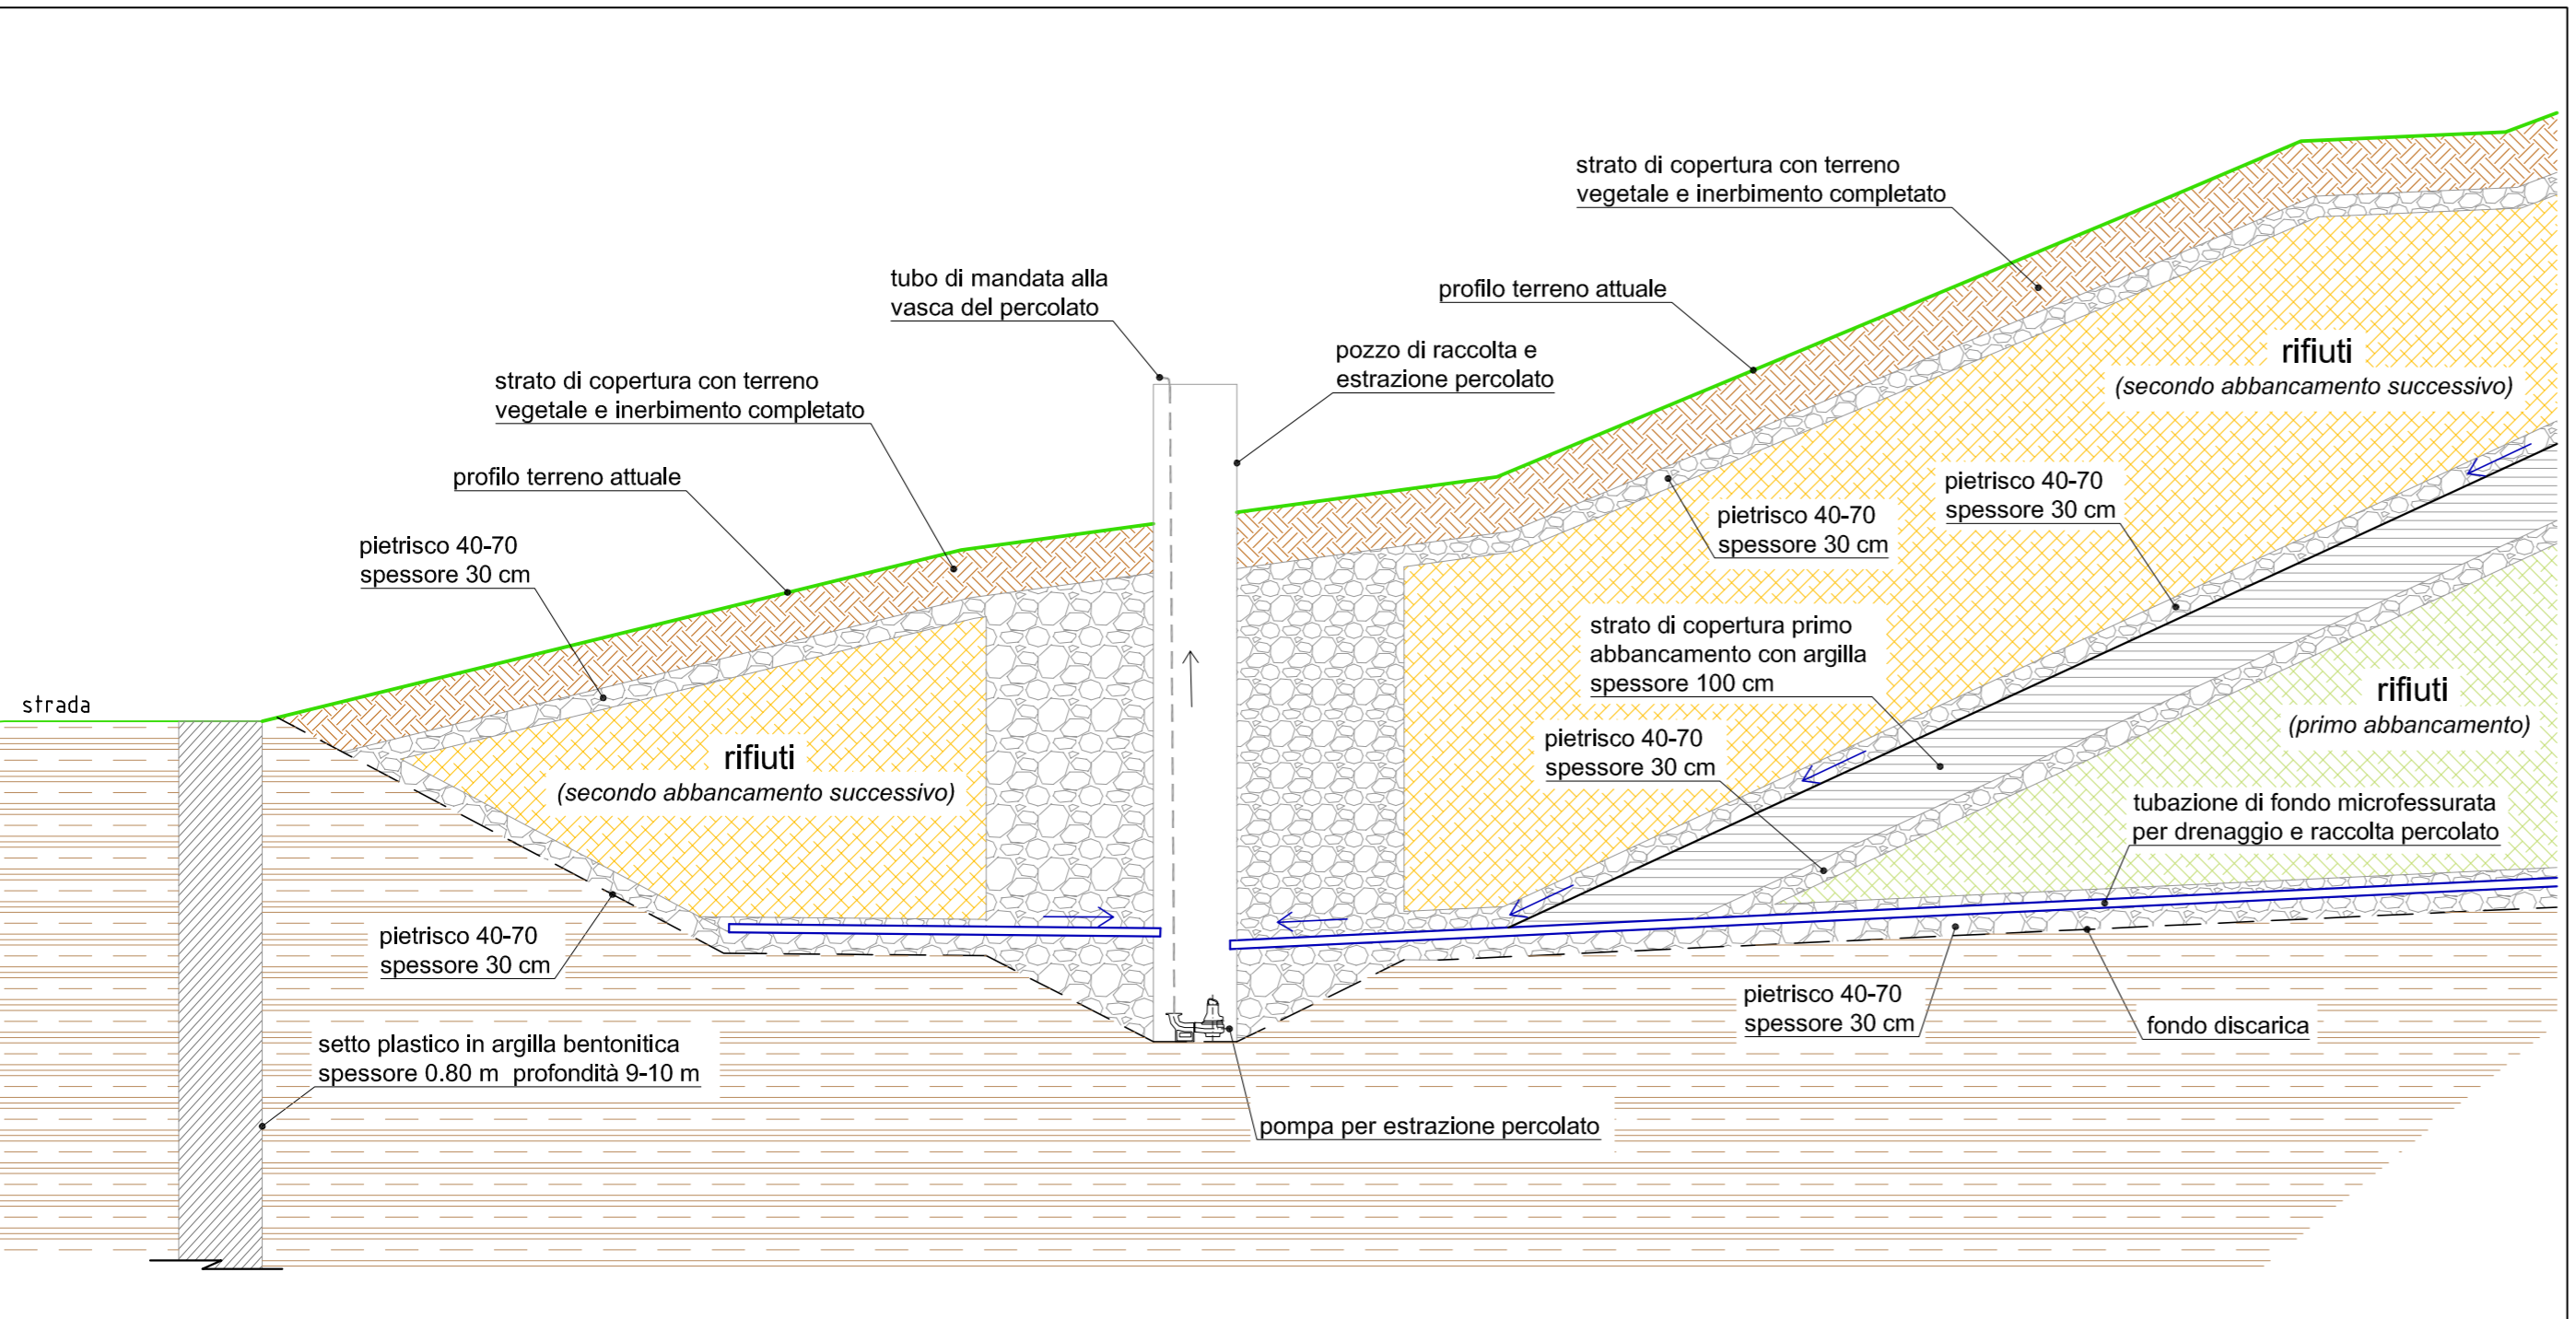 strato di copertura con terreno
vegetale e inerbimento completato
tubo di mandata alla
vasca del percolato
profilo terreno attuale
pozzo di raccolta e
estrazione percolato
rifiuti
(secondo abbancamento successivo)
strato di copertura con terreno
vegetale e inerbimento completato
profilo terreno attuale
pietrisco 40-70
spessore 30 cm
pietrisco 40-70
spessore 30 cm
pietrisco 40-70
spessore 30 cm
strato di copertura primo
abbancamento con argilla
spessore 100 cm
strada
rifiuti
(primo abbancamento)
rifiuti
(secondo abbancamento successivo)
pietrisco 40-70
spessore 30 cm
tubazione di fondo microfessurata
per drenaggio e raccolta percolato
pietrisco 40-70
spessore 30 cm
pietrisco 40-70
spessore 30 cm
fondo discarica
setto plastico in argilla bentonitica
spessore 0.80 m profondità 9-10 m
pompa per estrazione percolato